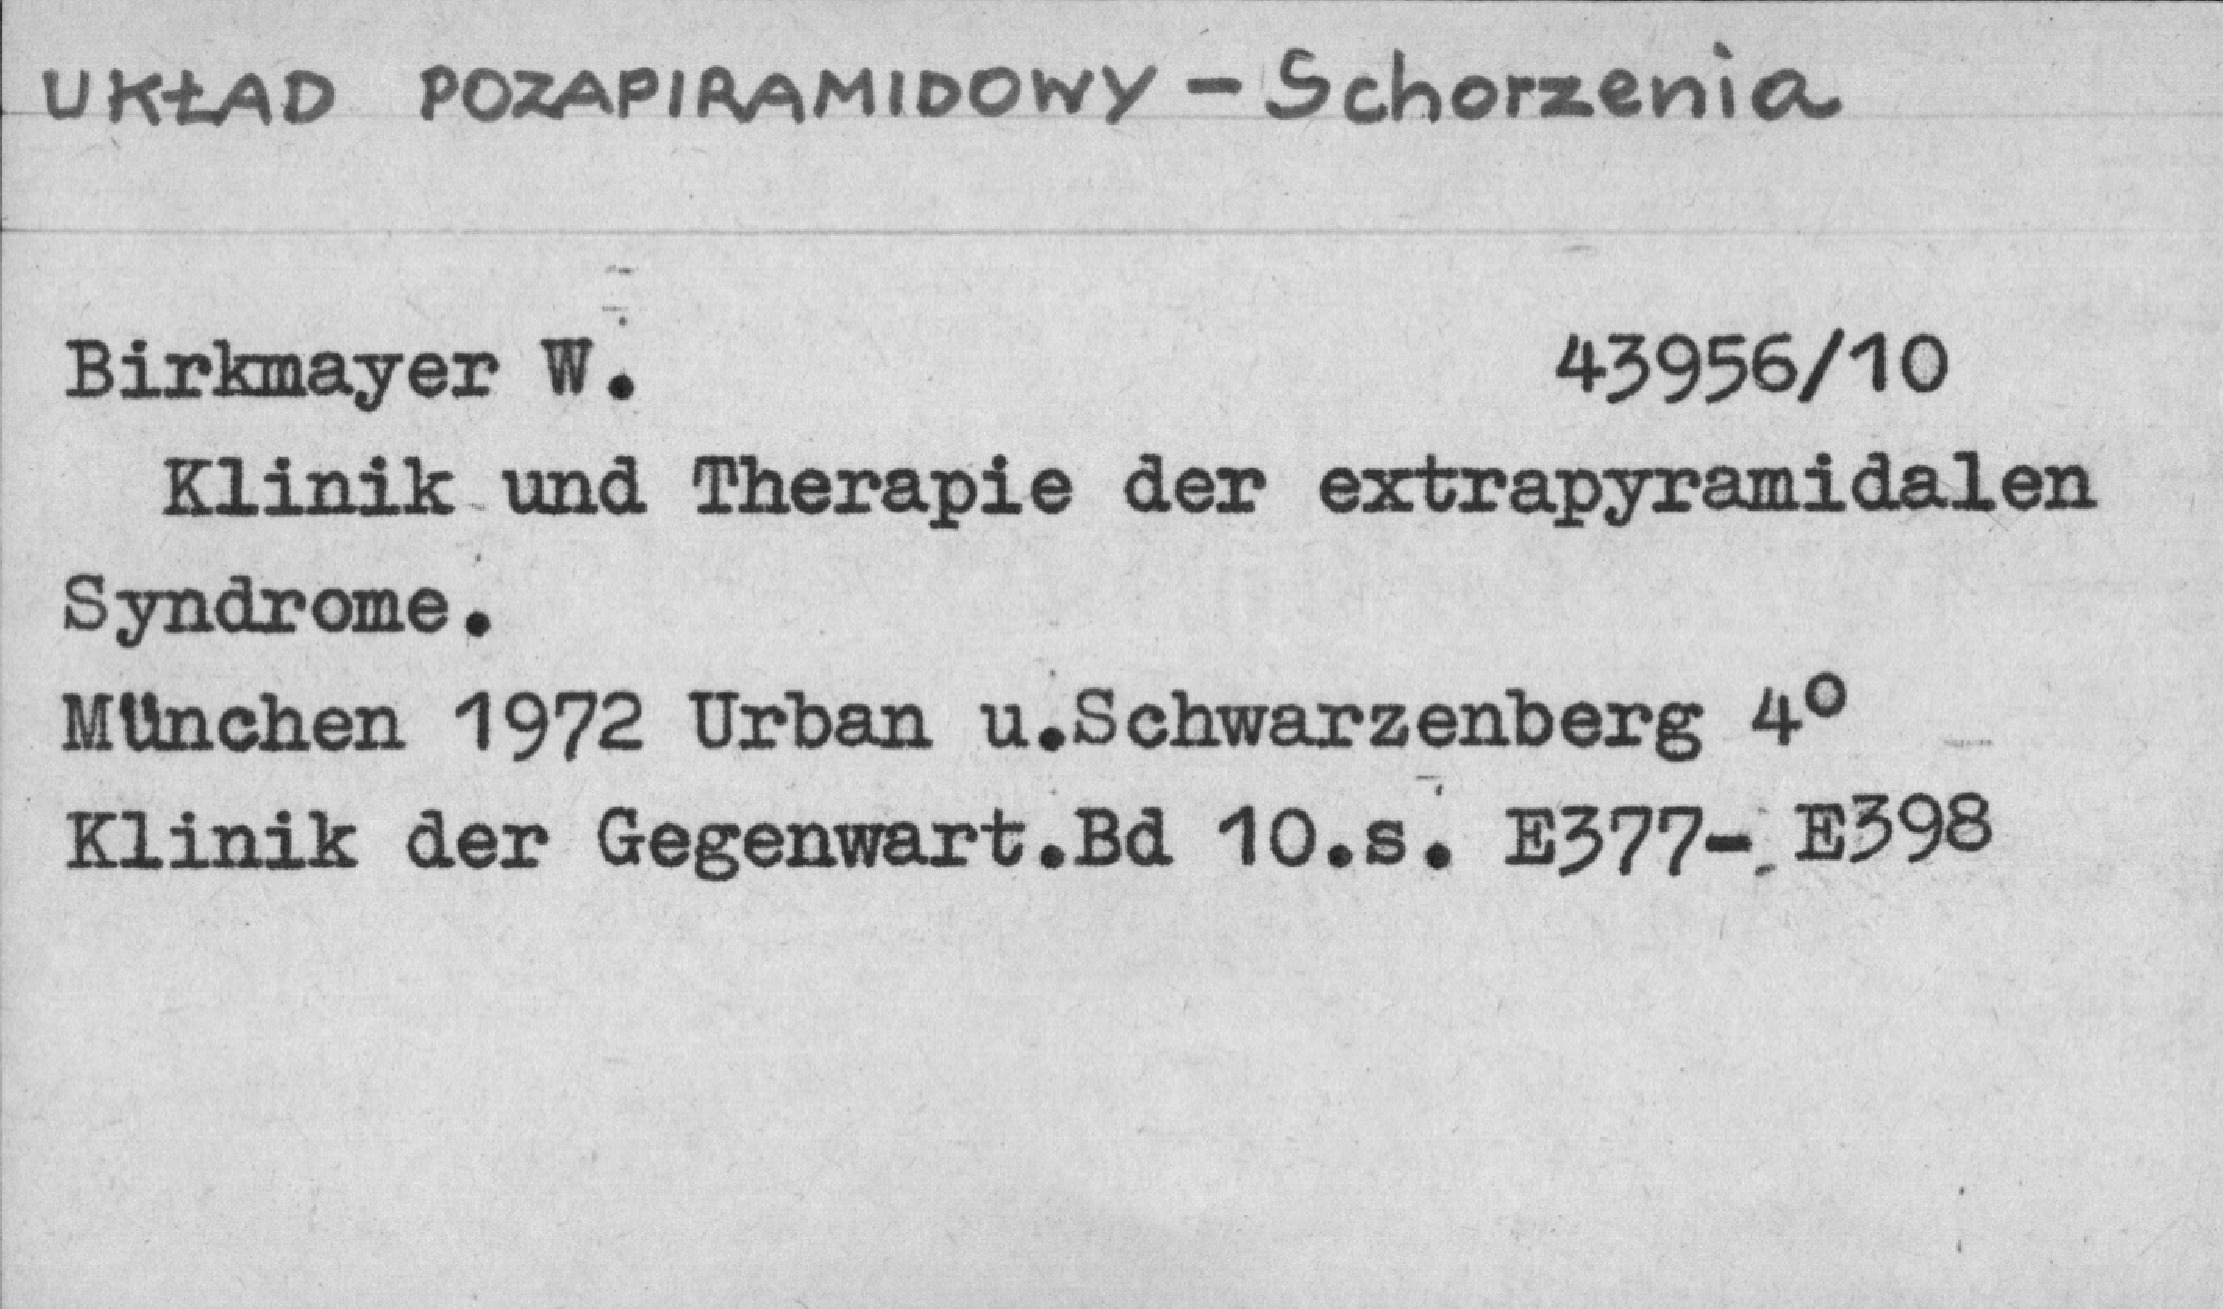 UKŁAD POZAPIRAMIDOWY - Schorzenia
Birkmayer W. 43956/10
Klinik und Therapie der extrapyramidalen
Syndrome.
München 1972 Urban u.Schwarzenberg 4º
Klinik der Gegenwart.Bd 10.s. E377- E398